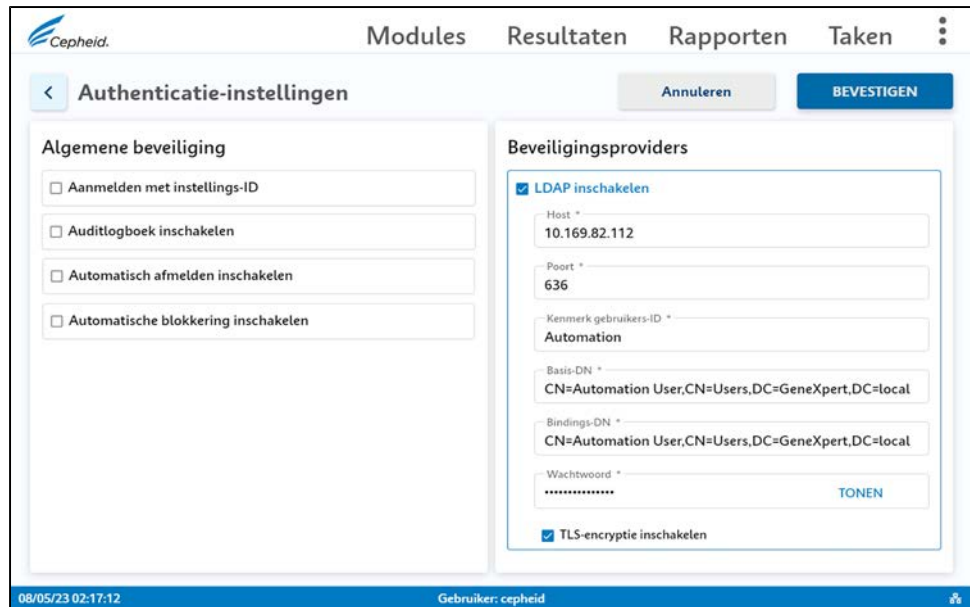 Cepheid.
Modules Resultaten Rapporten Taken
Authenticatie-instellingen
Annuleren
BEVESTIGEN
Algemene beveiliging
Aanmelden met instellings-ID
Auditlogboek inschakelen
Automatisch afmelden inschakelen
Automatische blokkering inschakelen
Beveiligingsproviders
LDAP inschakelen
Host *
10.169.82.112
Poort *
636
Kenmerk gebruikers-ID *
Automation
Basis-DN *
CN=Automation User,CN=Users,DC=GeneXpert,DC=local
Bindings-DN *
CN=Automation User,CN=Users,DC=GeneXpert,DC=local
Wachtwoord *
•••••••••••••••
TONEN
TLS-encryptie inschakelen
08/05/23 02:17:12
Gebruiker: cepheid